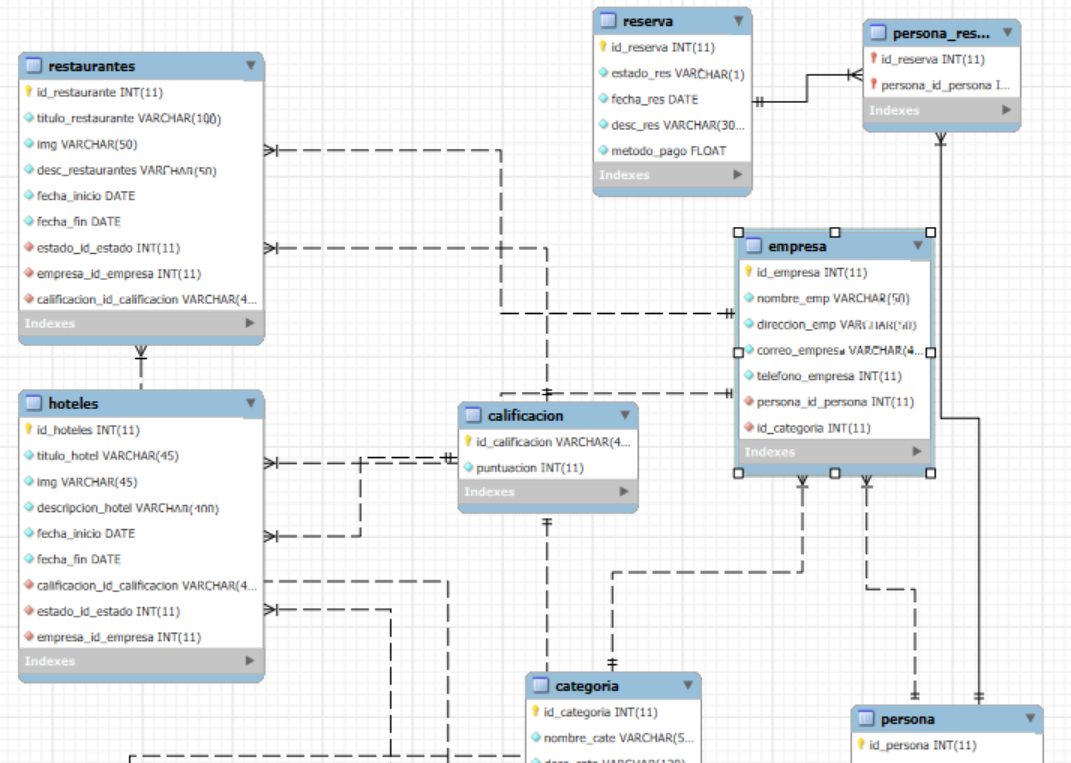 reserva
id_reserva INT(11)
estado_res VARCHAR(1)
fecha_res DATE
desc_res VARCHAR(30...
metodo_pago FLOAT
Indexes
persona_res...
id_reserva INT(11)
persona_id_persona I...
Indexes
restaurantes
id_restaurante INT(11)
titulo_restaurante VARCHAR(100)
img VARCHAR(50)
desc_restaurantes VARCHAR(50)
fecha_inicio DATE
fecha_fin DATE
estado_id_estado INT(11)
empresa_id_empresa INT(11)
calificacion_id_calificacion VARCHAR(4...
Indexes
empresa
id_empresa INT(11)
nombre_emp VARCHAR(50)
direccion_emp VARCHAR(50)
correo_empresa VARCHAR(4...
telefono_empresa INT(11)
persona_id_persona INT(11)
id_categoria INT(11)
Indexes
hoteles
id_hoteles INT(11)
titulo_hotel VARCHAR(45)
img VARCHAR(45)
descripcion_hotel VARCHAR(400)
fecha_inicio DATE
fecha_fin DATE
calificacion_id_calificacion VARCHAR(4...
estado_id_estado INT(11)
empresa_id_empresa INT(11)
Indexes
calificacion
id_calificacion VARCHAR(4...
puntuacion INT(11)
Indexes
categoria
id_categoria INT(11)
nombre_cate VARCHAR(5...
persona
id_persona INT(11)